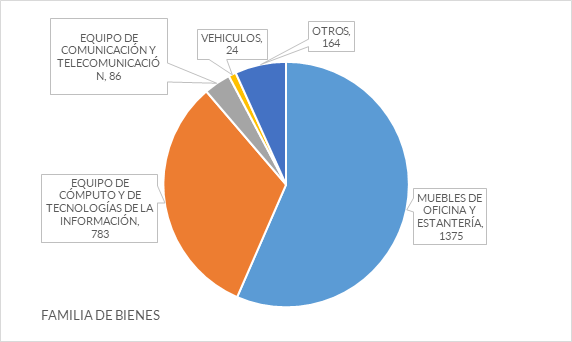 EQUIPO DE
COMUNICACIÓN Y
TELECOMUNICACIÓ
N, 86
VEHICULOS,
24
OTROS,
164
EQUIPO DE
CÓMPUTO Y DE
TECNOLOGÍAS DE LA
INFORMACIÓN,
783
MUEBLES DE
OFICINA Y
ESTANTERÍA,
1375
FAMILIA DE BIENES